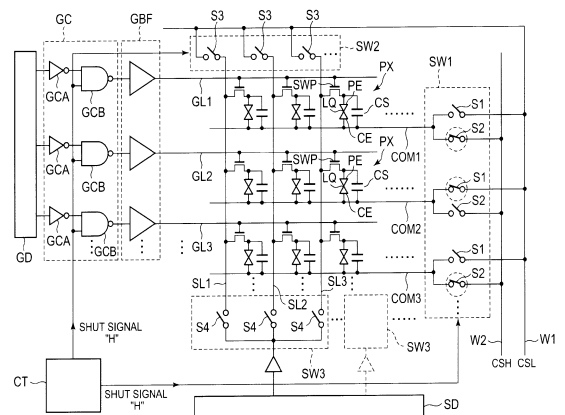 GC GBF S3 S3 S3
SW2
SWP PE PX SW1
GCA GCB GL1 LQ CS S1
CE COM1 S2
SWP PE PX
GCA GCB GL2 LQ CS S1
CE COM2 S2
GCA GCB GL3 S1
GD SL1 SL2 SL3 COM3 S2
S4 S4 S4 SW3
SW3
W2 W1
CSH CSL
SHUT SIGNAL
"H"
CT
SHUT SIGNAL
"H"
SD